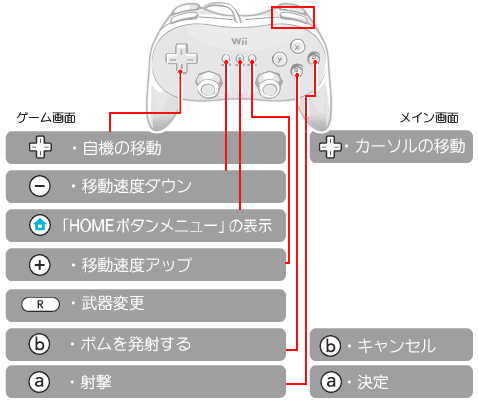 Wii
x
y
a
b
ゲーム画面
メイン画面
・自機の移動
・カーソルの移動
・移動速度ダウン
「HOMEボタンメニュー」の表示
・移動速度アップ
R ・武器変更
b ・ボムを発射する
b ・キャンセル
a ・射撃
a ・決定